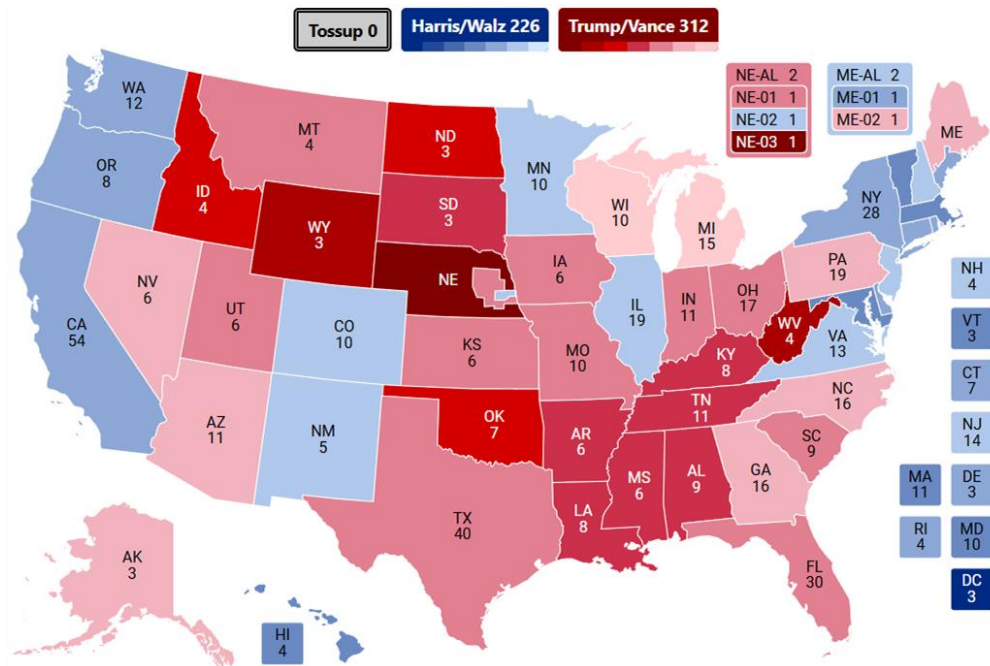 Tossup 0
Harris/Walz 226
Trump/Vance 312
NE-AL 2
NE-01 1
NE-02 1
NE-03 1
ME-AL 2
ME-01 1
ME-02 1
WA
12
OR
8
CA
54
NV
6
ID
4
MT
4
WY
3
UT
6
AZ
11
CO
10
NM
5
ND
3
SD
3
NE
KS
6
OK
7
TX
40
MN
10
IA
6
MO
10
AR
6
LA
8
WI
10
IL
19
MI
15
IN
11
OH
17
KY
8
TN
11
MS
6
AL
9
GA
16
FL
30
SC
9
NC
16
VA
13
WV
4
PA
19
NY
28
ME
NH
4
VT
3
CT
7
NJ
14
MA
11
DE
3
RI
4
MD
10
DC
3
AK
3
HI
4